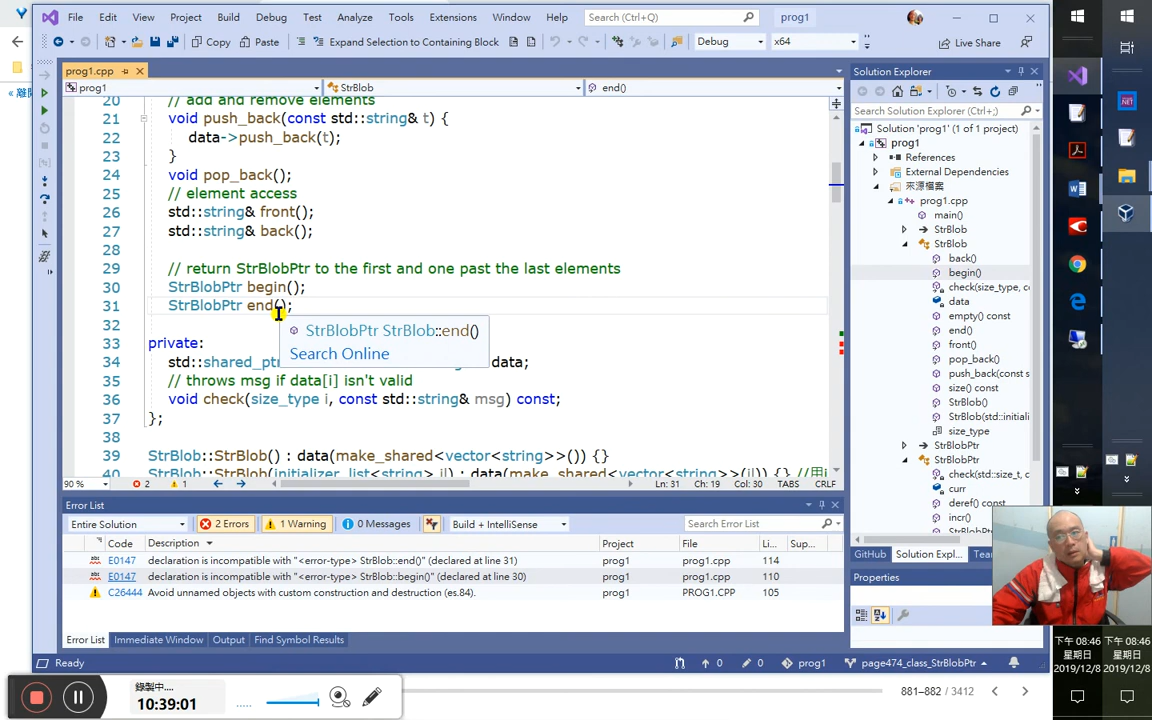 File Edit View Project Build Debug Test Analyze Tools Extensions Window Help Search (Ctrl+Q) prog1
Copy Paste Expand Selection to Containing Block Debug x64 Live Share
prog1.cpp
prog1 StrBlob end()
20 // add and remove elements
21 void push_back(const std::string& t) {
22 data->push_back(t);
23 }
24 void pop_back();
25 // element access
26 std::string& front();
27 std::string& back();
28
29 // return StrBlobPtr to the first and one past the last elements
30 StrBlobPtr begin();
31 StrBlobPtr end();
StrBlobPtr StrBlob::end()
Search Online
32
33 private:
34 std::shared_ptr data;
35 // throws msg if data[i] isn't valid
36 void check(size_type i, const std::string& msg) const;
37 };
38
39 StrBlob::StrBlob() : data(make_shared<vector<string>>()) {}
40 StrBlob::StrBlob(initializer_list<string> il) : data(make_shared<vector<string>>(il)) {} //用i
90 % 2 1 Ln: 31 Ch: 19 Col: 30 TABS CRLF
Error List
Entire Solution 2 Errors 1 Warning 0 Messages Build + IntelliSense Search Error List
Code Description Project File Li... Sup...
E0147 declaration is incompatible with "<error-type> StrBlob::end()" (declared at line 31) prog1 prog1.cpp 114
E0147 declaration is incompatible with "<error-type> StrBlob::begin()" (declared at line 30) prog1 prog1.cpp 110
C26444 Avoid unnamed objects with custom construction and destruction (es.84). prog1 PROG1.CPP 105
Error List Immediate Window Output Find Symbol Results
Solution Explorer
Search Solution Explorer (Ctrl+;)
Solution 'prog1' (1 of 1 project)
prog1
References
External Dependencies
來源檔案
prog1.cpp
main()
StrBlob
StrBlob
back()
begin()
check(size_type, co
data
empty() const
end()
front()
pop_back()
push_back(const s
size() const
StrBlob()
StrBlob(std::initiali
size_type
StrBlobPtr
StrBlobPtr
check(std::size_t, c
curr
deref() const
incr()
GitHub Solution Expl... Tear
Properties
Ready 0 0 prog1 page474_class_StrBlobPtr
« 離開
錄製中....
10:39:01
881–882 / 3412
下午 08:46 下午 08:46
星期日 星期日
2019/12/8 2019/12/8